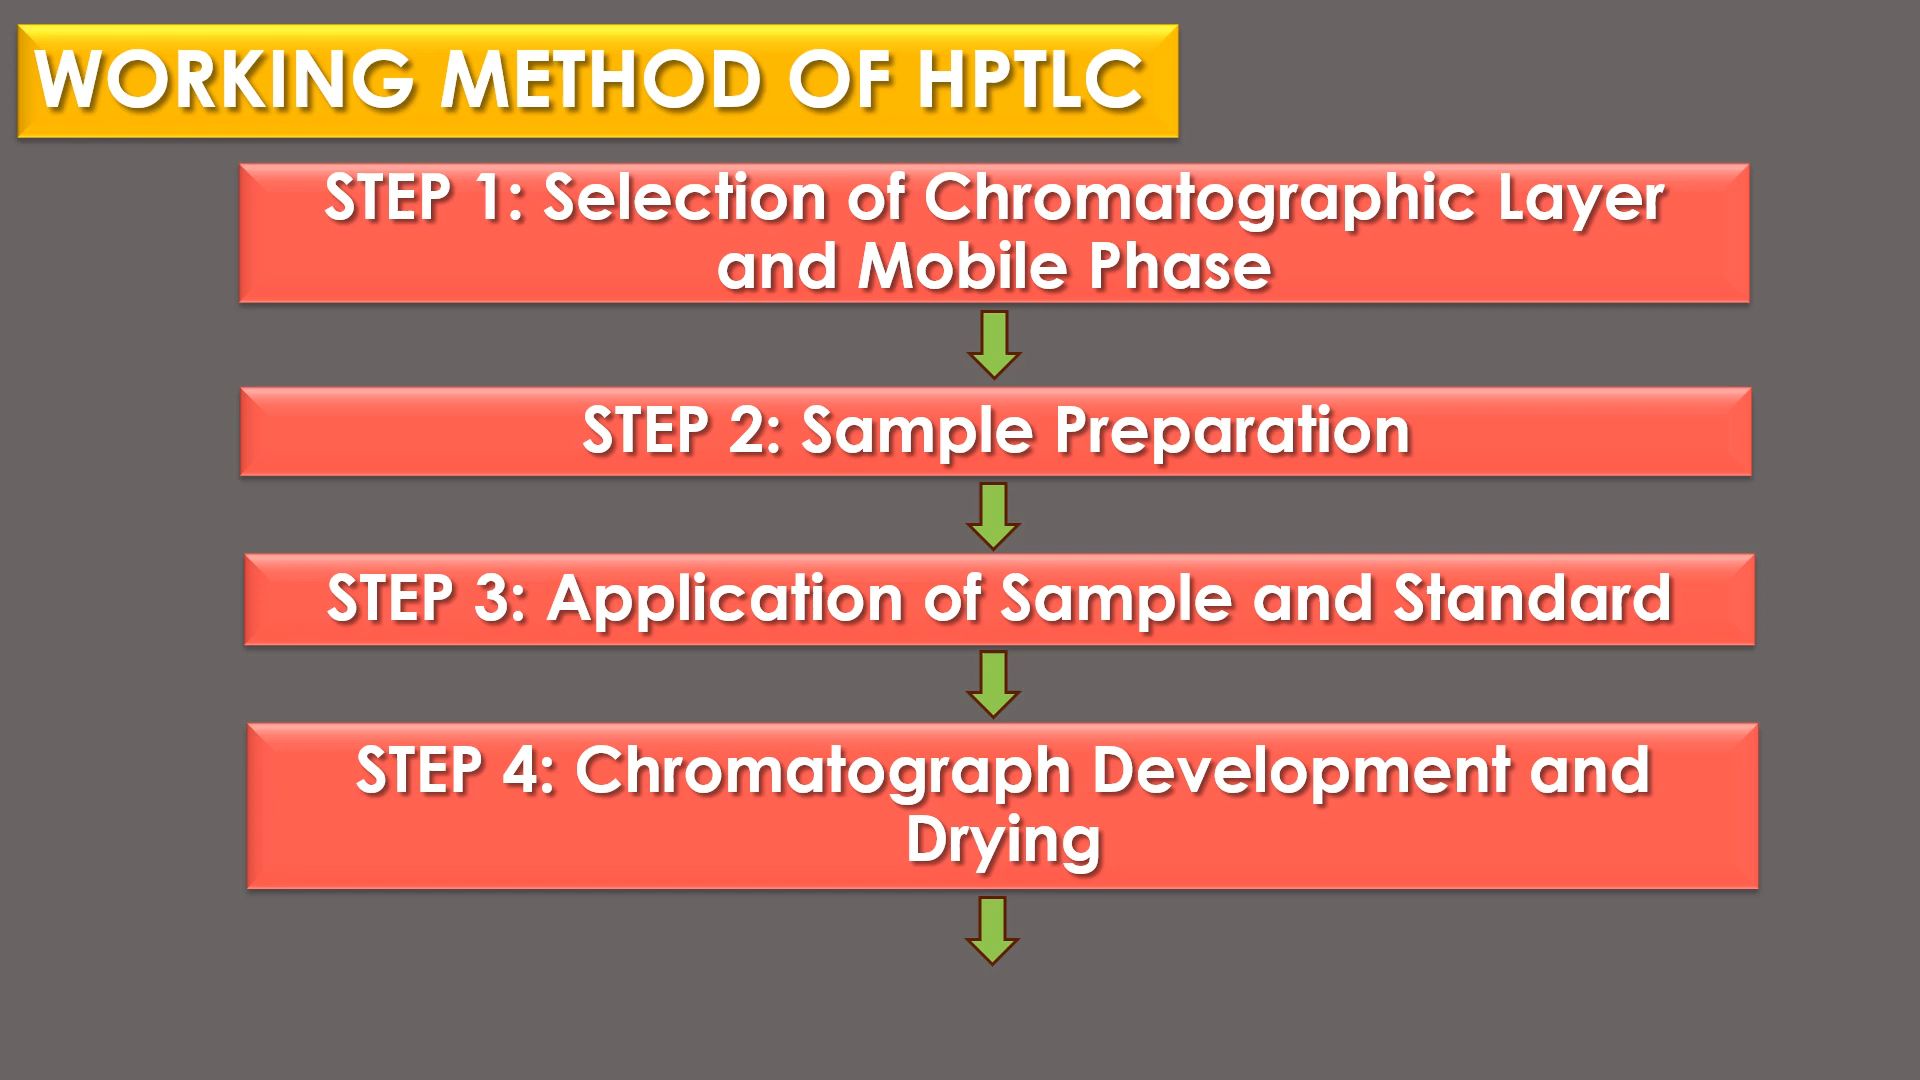 WORKING METHOD OF HPTLC
STEP 1: Selection of Chromatographic Layer
and Mobile Phase
STEP 2: Sample Preparation
STEP 3: Application of Sample and Standard
STEP 4: Chromatograph Development and
Drying